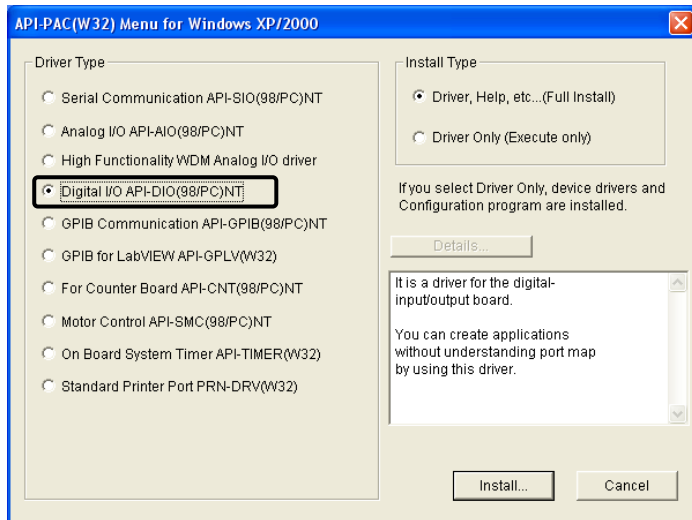 API-PAC(W32) Menu for Windows XP/2000
Driver Type
Serial Communication API-SIO(98/PC)NT
Analog I/O API-AIO(98/PC)NT
High Functionality WDM Analog I/O driver
Digital I/O API-DIO(98/PC)NT
GPIB Communication API-GPIB(98/PC)NT
GPIB for LabVIEW API-GPLV(W32)
For Counter Board API-CNT(98/PC)NT
Motor Control API-SMC(98/PC)NT
On Board System Timer API-TIMER(W32)
Standard Printer Port PRN-DRV(W32)
Install Type
Driver, Help, etc...(Full Install)
Driver Only (Execute only)
If you select Driver Only, device drivers and
Configuration program are installed.
Details...
It is a driver for the digital-
input/output board.
You can create applications
without understanding port map
by using this driver.
Install...
Cancel